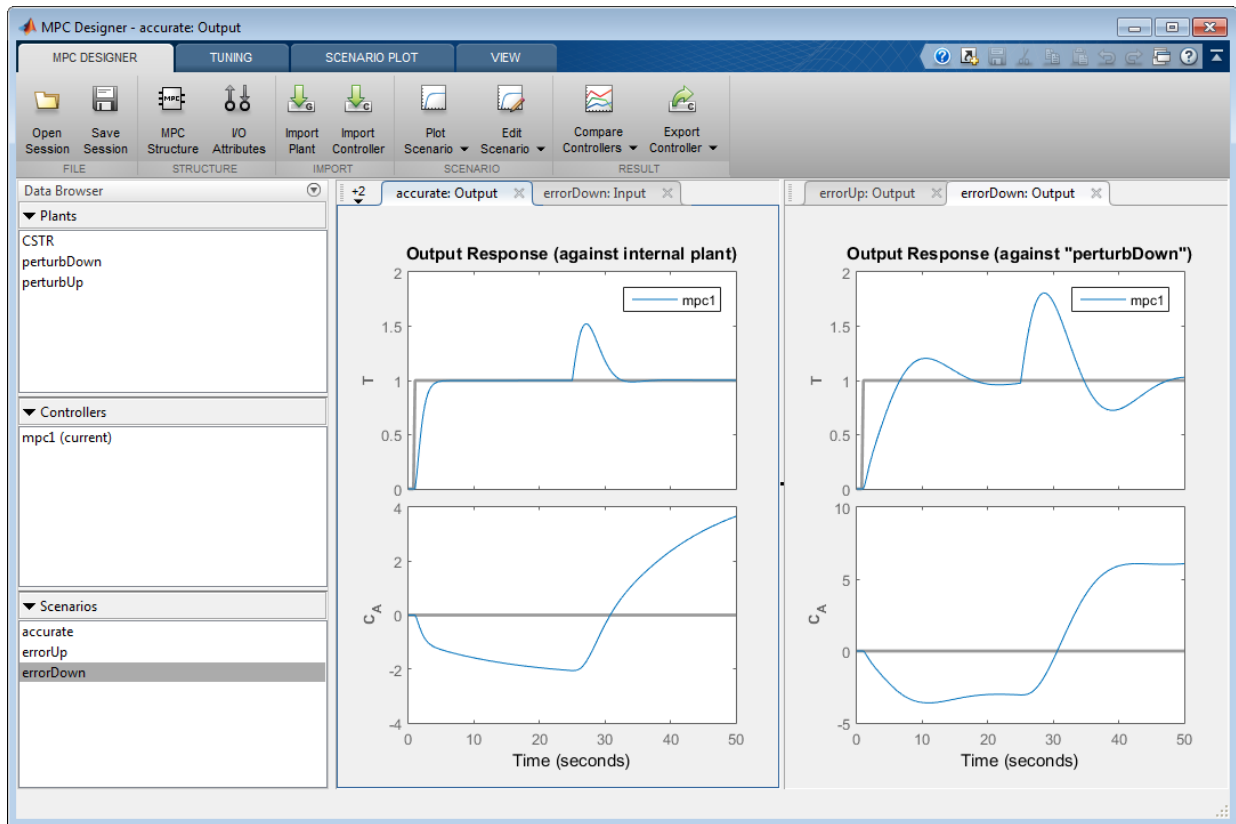 MPC Designer - accurate: Output
MPC DESIGNER TUNING SCENARIO PLOT VIEW
Open Session
Save Session
MPC Structure
I/O Attributes
Import Plant
Import Controller
Plot Scenario
Edit Scenario
Compare Controllers
Export Controller
FILE STRUCTURE IMPORT SCENARIO RESULT
Data Browser
Plants
CSTR
perturbDown
perturbUp
Controllers
mpc1 (current)
Scenarios
accurate
errorUp
errorDown
+2 accurate: Output errorDown: Input
Output Response (against internal plant)
mpc1
2
1.5
1
0.5
0
T
4
2
0
-2
-4
C_A
0 10 20 30 40 50
Time (seconds)
errorUp: Output errorDown: Output
Output Response (against "perturbDown")
mpc1
2
1.5
1
0.5
0
T
10
5
0
-5
C_A
0 10 20 30 40 50
Time (seconds)